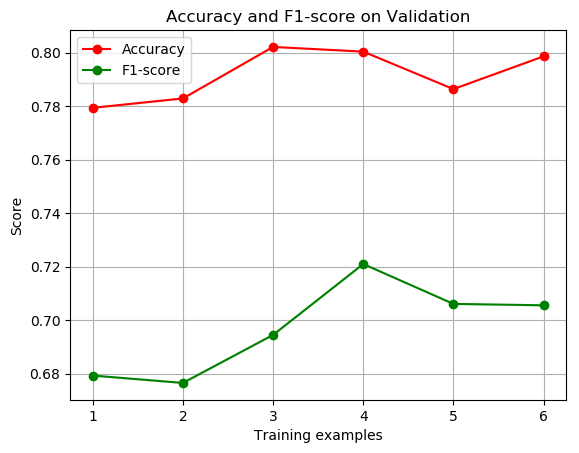 Accuracy and F1-score on Validation
Accuracy
F1-score
0.80
0.78
0.76
0.74
0.72
0.70
0.68
Score
1 2 3 4 5 6
Training examples